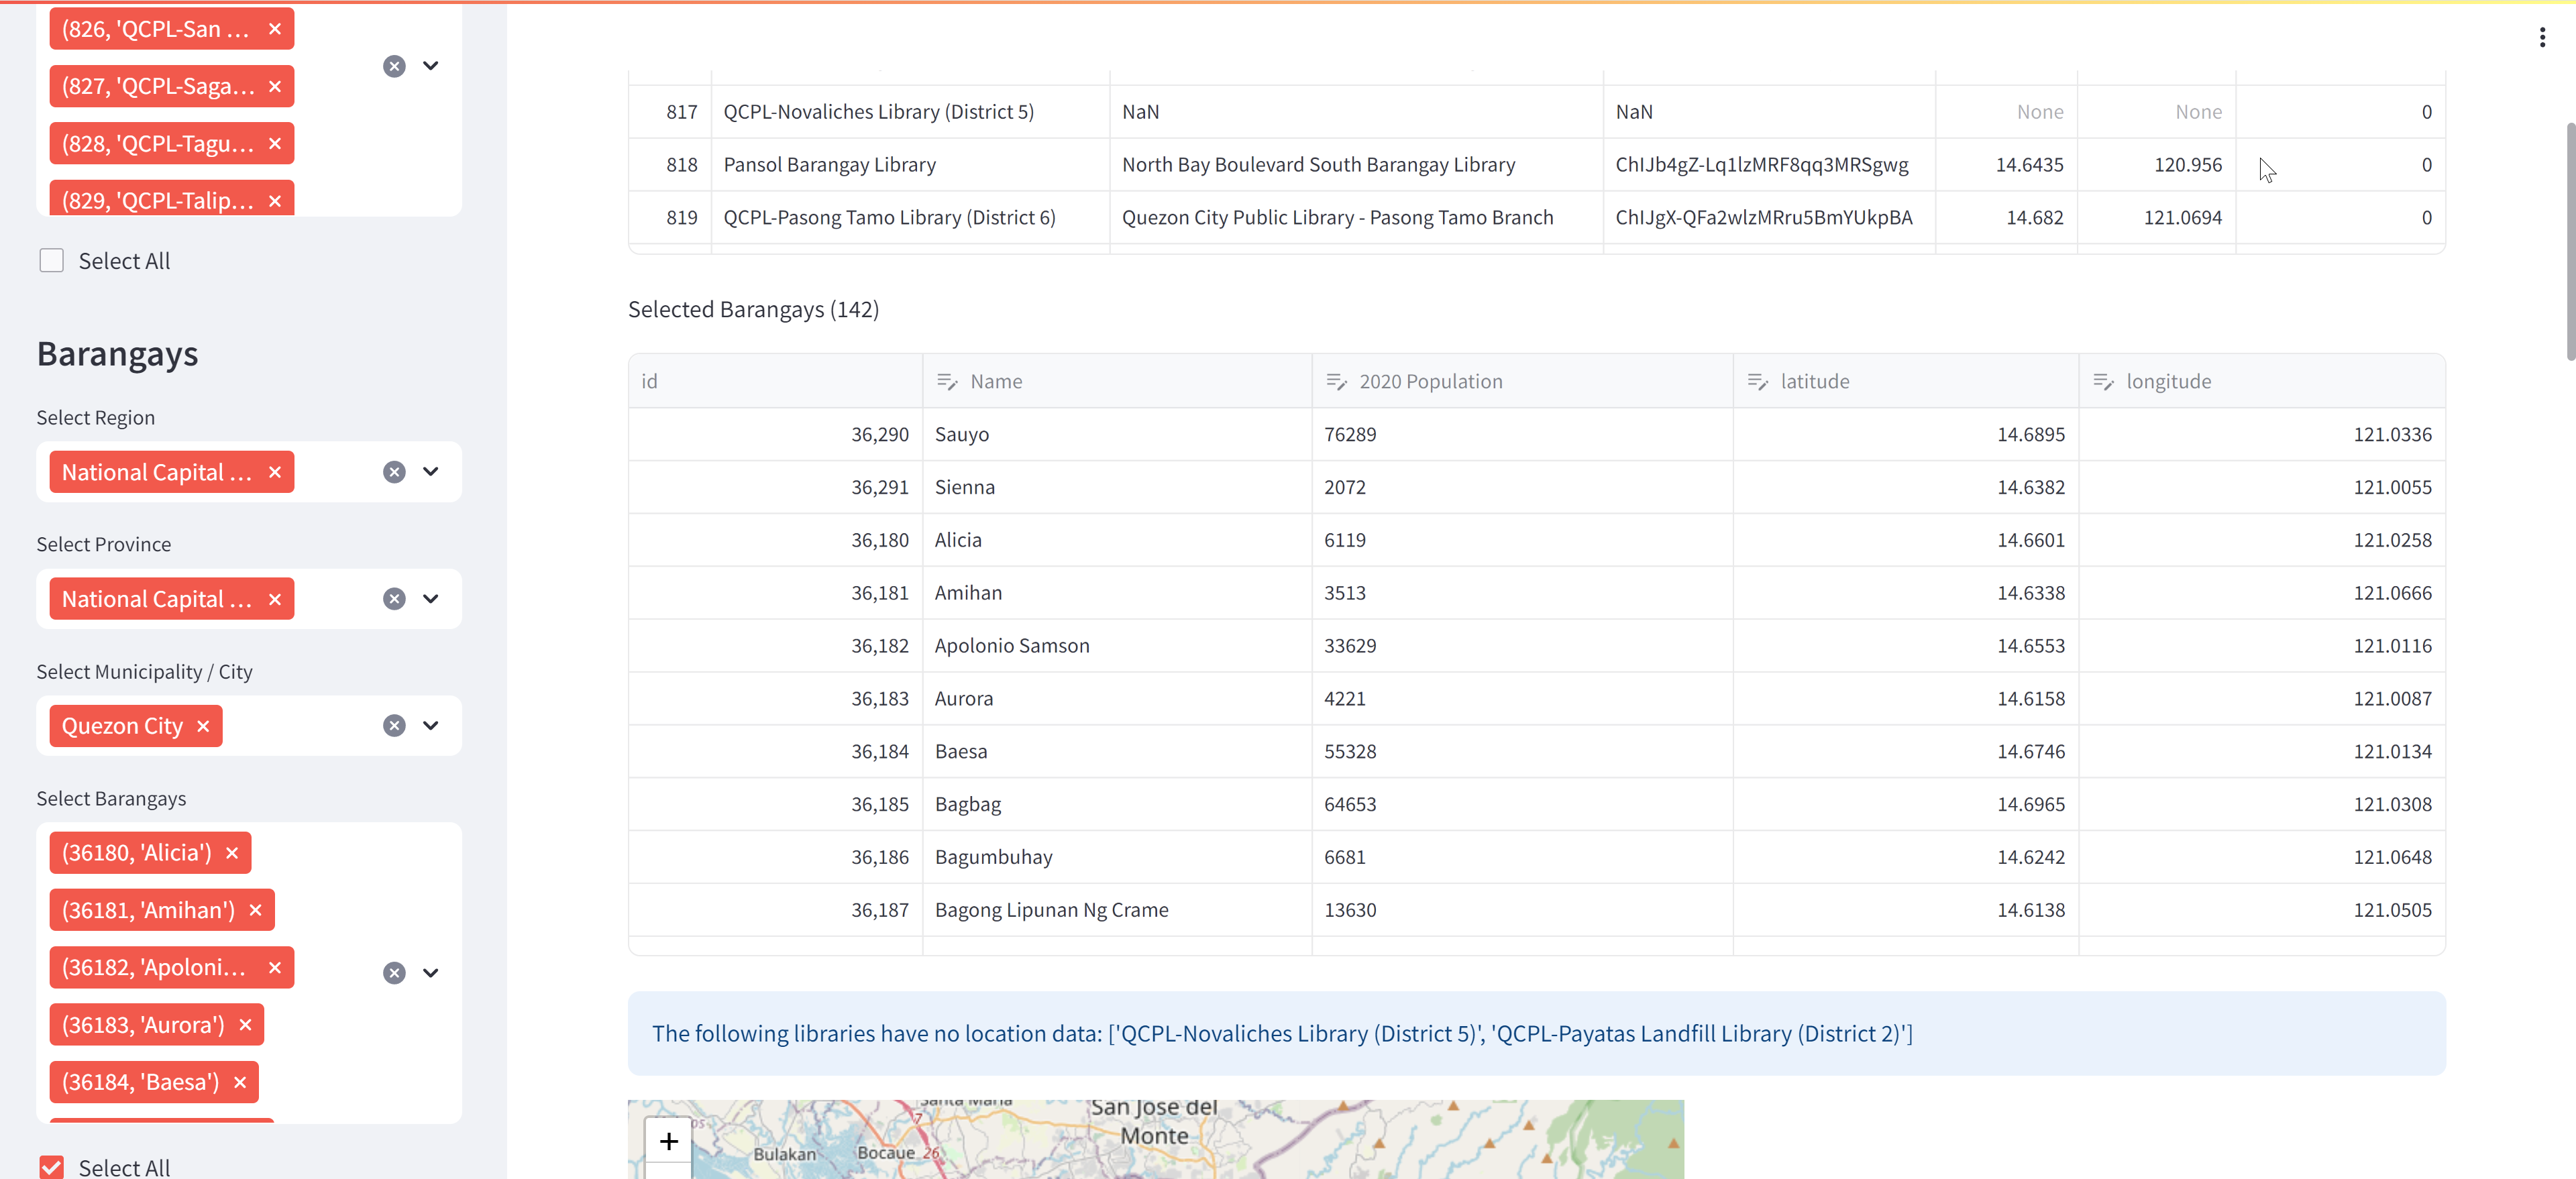 (826, 'QCPL-San ...
(827, 'QCPL-Saga...
(828, 'QCPL-Tagu...
(829, 'QCPL-Talip...
Select All
Barangays
Select Region
National Capital ...
Select Province
National Capital ...
Select Municipality / City
Quezon City
Select Barangays
(36180, 'Alicia')
(36181, 'Amihan')
(36182, 'Apoloni...
(36183, 'Aurora')
(36184, 'Baesa')
Select All
817 QCPL-Novaliches Library (District 5) NaN NaN None None 0
818 Pansol Barangay Library North Bay Boulevard South Barangay Library ChIJb4gZ-Lq1lzMRF8qq3MRSgwg 14.6435 120.956 0
819 QCPL-Pasong Tamo Library (District 6) Quezon City Public Library - Pasong Tamo Branch ChIJgX-QFa2wlzMRru5BmYUkpBA 14.682 121.0694 0
Selected Barangays (142)
id Name 2020 Population latitude longitude
36,290 Sauyo 76289 14.6895 121.0336
36,291 Sienna 2072 14.6382 121.0055
36,180 Alicia 6119 14.6601 121.0258
36,181 Amihan 3513 14.6338 121.0666
36,182 Apolonio Samson 33629 14.6553 121.0116
36,183 Aurora 4221 14.6158 121.0087
36,184 Baesa 55328 14.6746 121.0134
36,185 Bagbag 64653 14.6965 121.0308
36,186 Bagumbuhay 6681 14.6242 121.0648
36,187 Bagong Lipunan Ng Crame 13630 14.6138 121.0505
The following libraries have no location data: ['QCPL-Novaliches Library (District 5)', 'QCPL-Payatas Landfill Library (District 2)']
+
Santa Maria
San Jose del
Monte
7
Bulakan
Bocaue 26